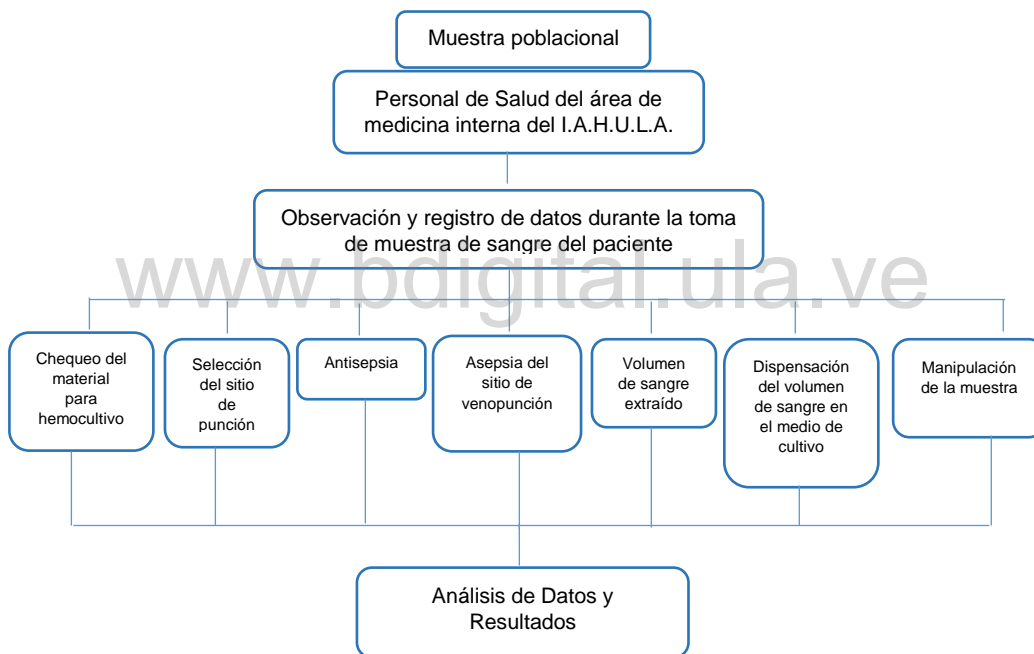 Muestra poblacional
Personal de Salud del área de
medicina interna del I.A.H.U.L.A.
Observación y registro de datos durante la toma
de muestra de sangre del paciente
www.bdigital.ula.ve
Chequeo del
material
para
hemocultivo
Selección
del sitio
de
punción
Antisepsia
Asepsia del
sitio de
venopunción
Volumen
de sangre
extraído
Dispensación
del volumen
de sangre en
el medio de
cultivo
Manipulación
de la muestra
Análisis de Datos y
Resultados